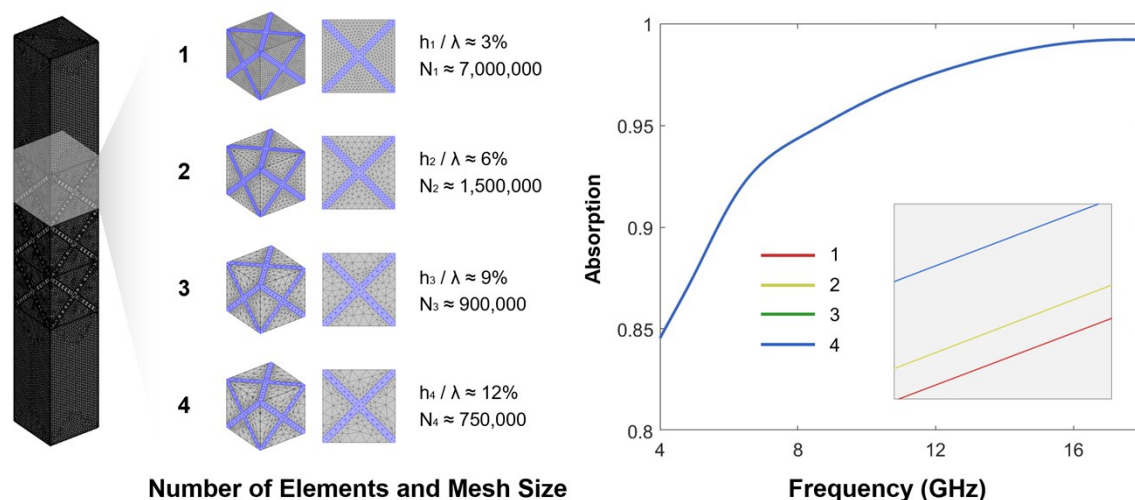 1
h1 / λ ≈ 3%
N1 ≈ 7,000,000
2
h2 / λ ≈ 6%
N2 ≈ 1,500,000
3
h3 / λ ≈ 9%
N3 ≈ 900,000
4
h4 / λ ≈ 12%
N4 ≈ 750,000
Number of Elements and Mesh Size
Absorption
1
0.95
0.9
0.85
0.8
1
2
3
4
4
8
12
16
Frequency (GHz)